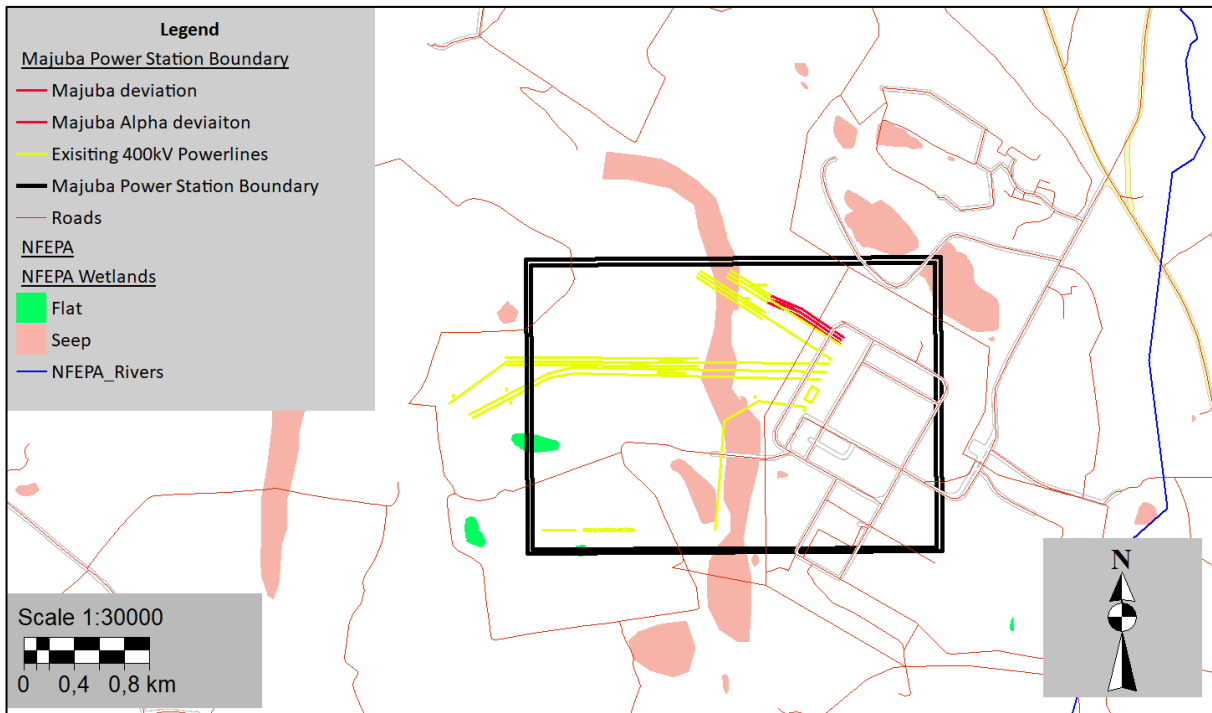 Legend
Majuba Power Station Boundary
Majuba deviation
Majuba Alpha deviaiton
Exisiting 400kV Powerlines
Majuba Power Station Boundary
Roads
NFEPA
NFEPA Wetlands
Flat
Seep
NFEPA_Rivers
Scale 1:30000
0 0,4 0,8 km
N